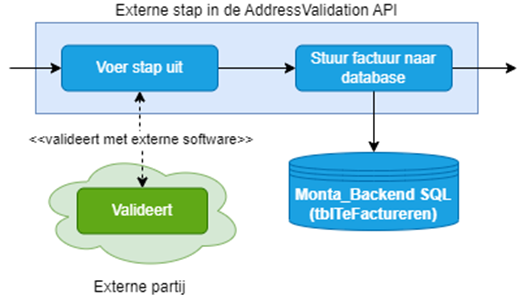 Externe stap in de AddressValidation API
Voer stap uit
Stuur factuur naar
database
<<valideert met externe software>>
Monta_Backend SQL
(tblTeFactureren)
Valideert
Externe partij